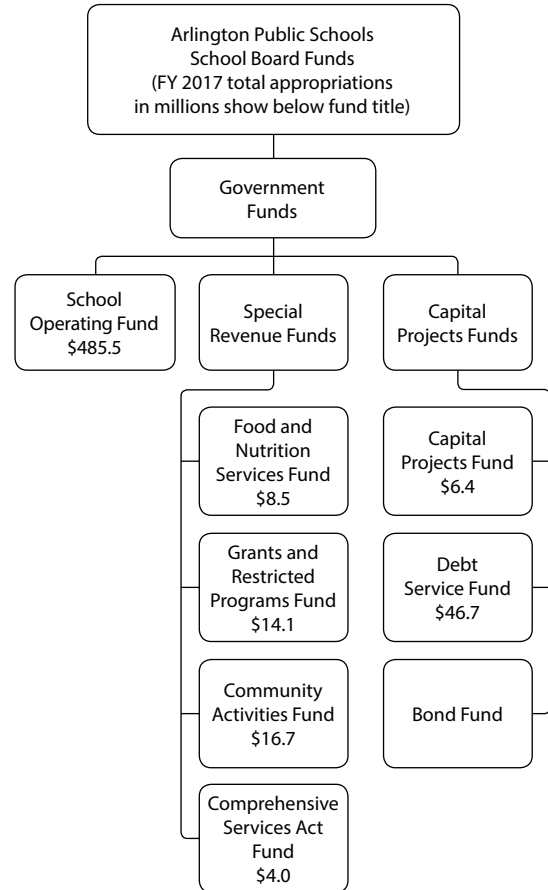 Arlington Public Schools
School Board Funds
(FY 2017 total appropriations
in millions show below fund title)
Government
Funds
School
Operating Fund
$485.5
Special
Revenue Funds
Capital
Projects Funds
Food and
Nutrition
Services Fund
$8.5
Capital
Projects Fund
$6.4
Grants and
Restricted
Programs Fund
$14.1
Debt
Service Fund
$46.7
Community
Activities Fund
$16.7
Bond Fund
Comprehensive
Services Act
Fund
$4.0